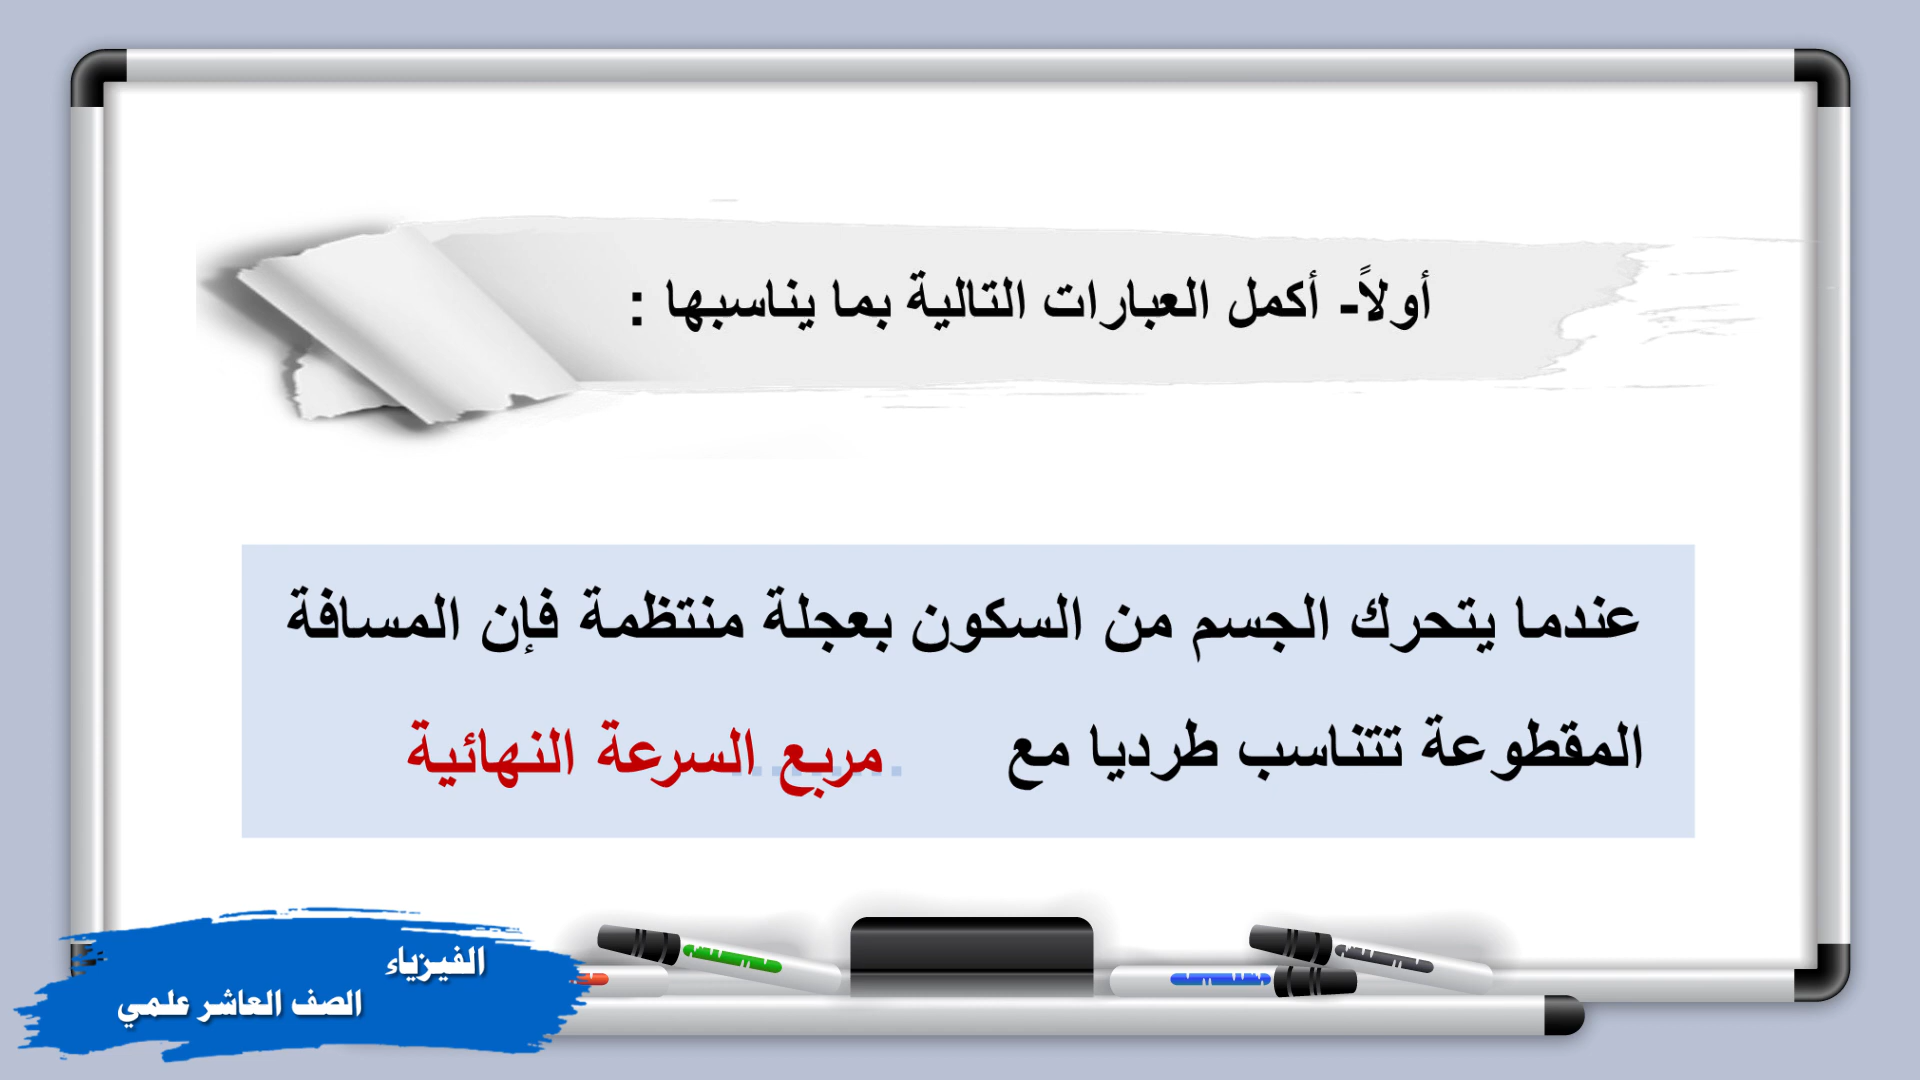 أولاً- أكمل العبارات التالية بما يناسبها :
عندما يتحرك الجسم من السكون بعجلة منتظمة فإن المسافة
المقطوعة تتناسب طرديا مع مربع السرعة النهائية
الفيزياء
الصف العاشر علمي